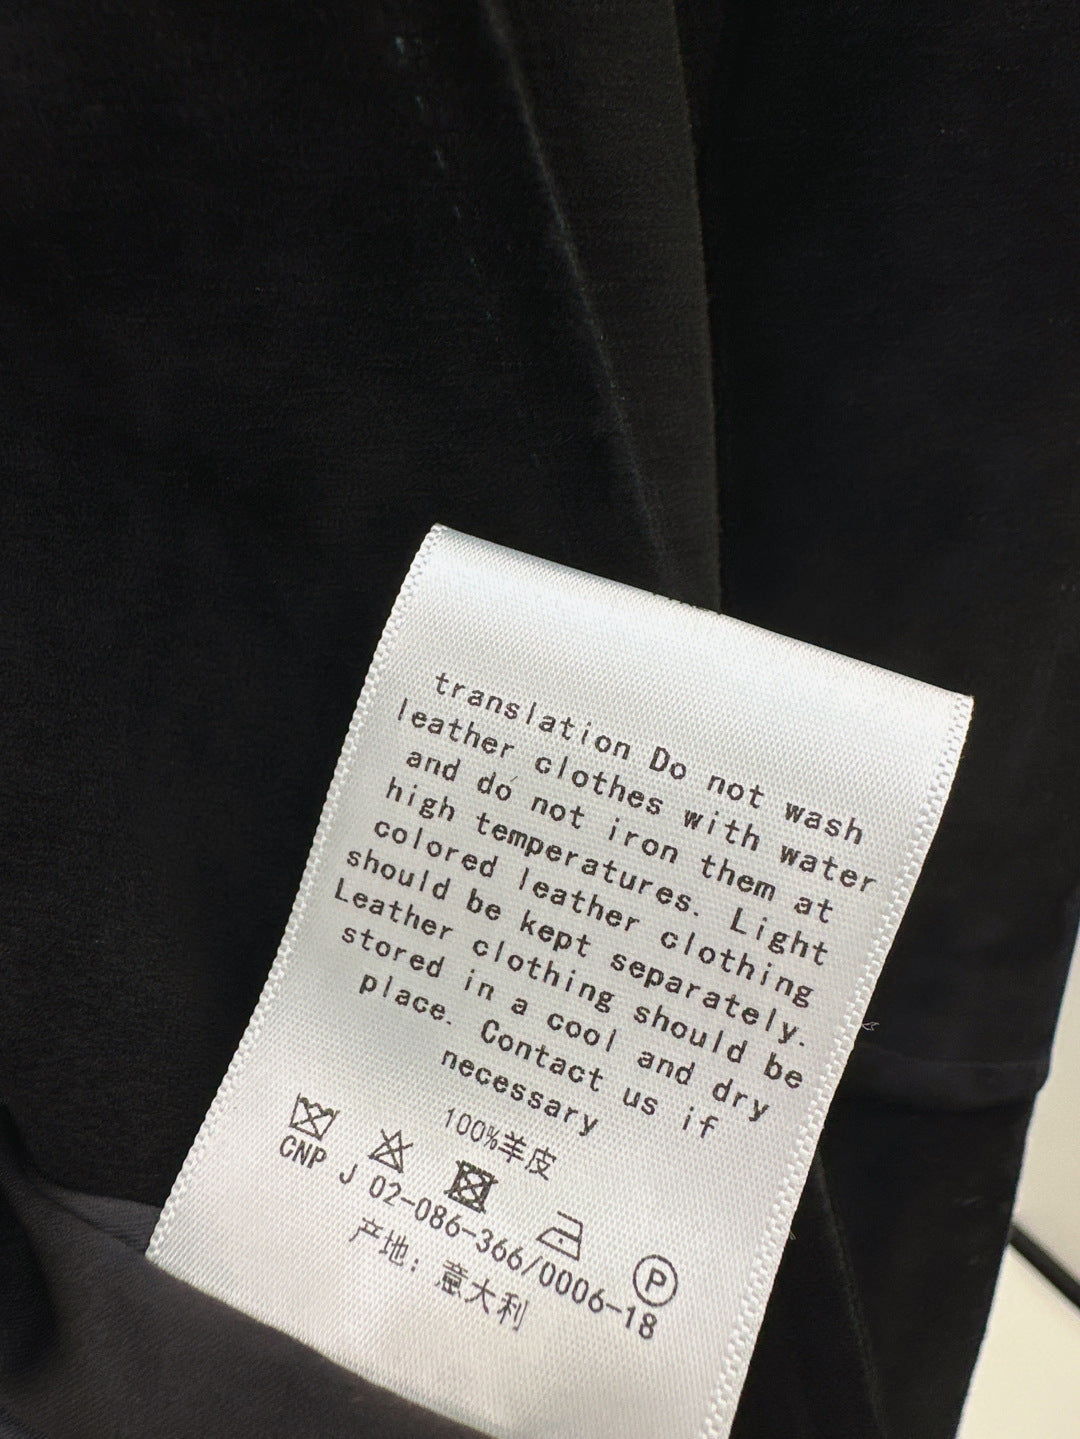 translation Do not wash
leather clothes with water
and do not iron them at
high temperatures. Light
colored leather clothing
should be kept separately.
Leather clothing should be
stored in a cool and dry
place. Contact us if
necessary
100%羊皮
P
CNP J 02-086-366/0006-18
产地：意大利